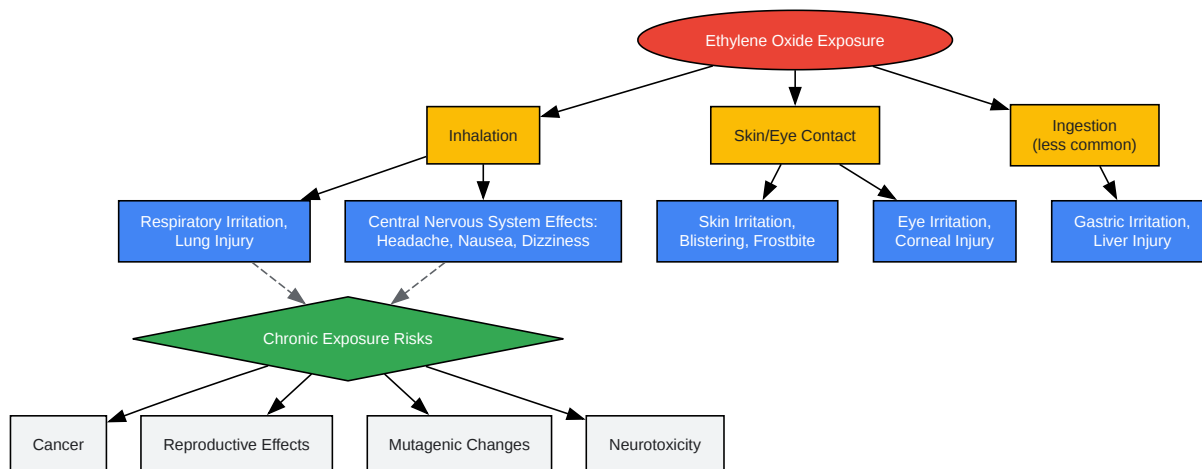 Ethylene Oxide Exposure
Inhalation
Skin/Eye Contact
Ingestion
(less common)
Respiratory Irritation,
Lung Injury
Central Nervous System Effects:
Headache, Nausea, Dizziness
Skin Irritation,
Blistering, Frostbite
Eye Irritation,
Corneal Injury
Gastric Irritation,
Liver Injury
Chronic Exposure Risks
Cancer
Reproductive Effects
Mutagenic Changes
Neurotoxicity